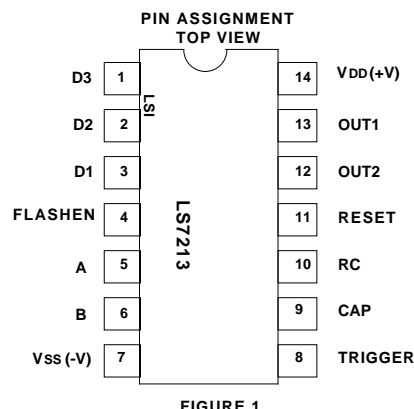 PIN ASSIGNMENT
TOP VIEW
D3 1
LSI
14 VDD (+V)
D2 2
13 OUT1
D1 3
12 OUT2
FLASHEN 4
LS7213
11 RESET
A 5
10 RC
B 6
9 CAP
VSS (-V) 7
8 TRIGGER
FIGURE 1